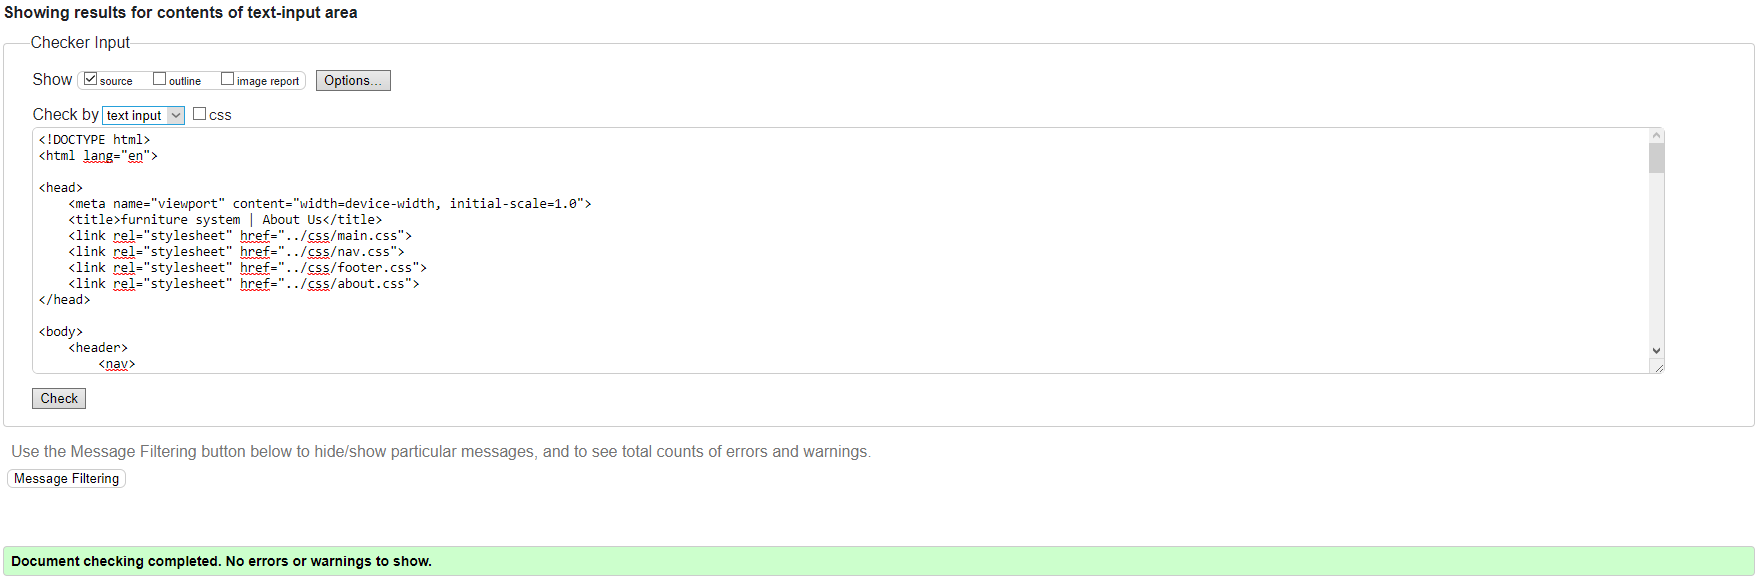 Showing results for contents of text-input area
Checker Input
Show source outline image report Options...
Check by text input css
<!DOCTYPE html>
<html lang="en">
<head>
<meta name="viewport" content="width=device-width, initial-scale=1.0">
<title>furniture system | About Us</title>
<link rel="stylesheet" href="../css/main.css">
<link rel="stylesheet" href="../css/nav.css">
<link rel="stylesheet" href="../css/footer.css">
<link rel="stylesheet" href="../css/about.css">
</head>
<body>
<header>
<nav>
Check
Use the Message Filtering button below to hide/show particular messages, and to see total counts of errors and warnings.
Message Filtering
Document checking completed. No errors or warnings to show.